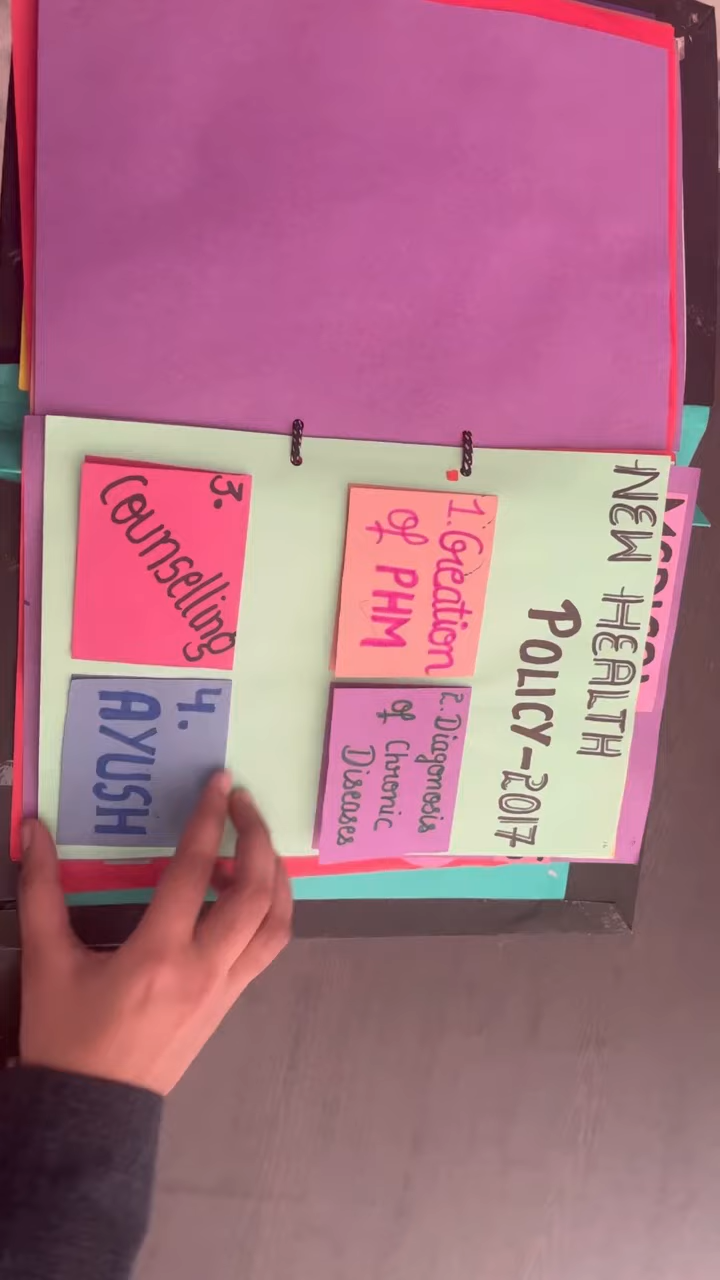 NEW HEALTH
POLICY-2017
1. Creation
of PHM
2. Diagonosis
of Chronic
Diseases
3.
Counselling
4.
AYUSH